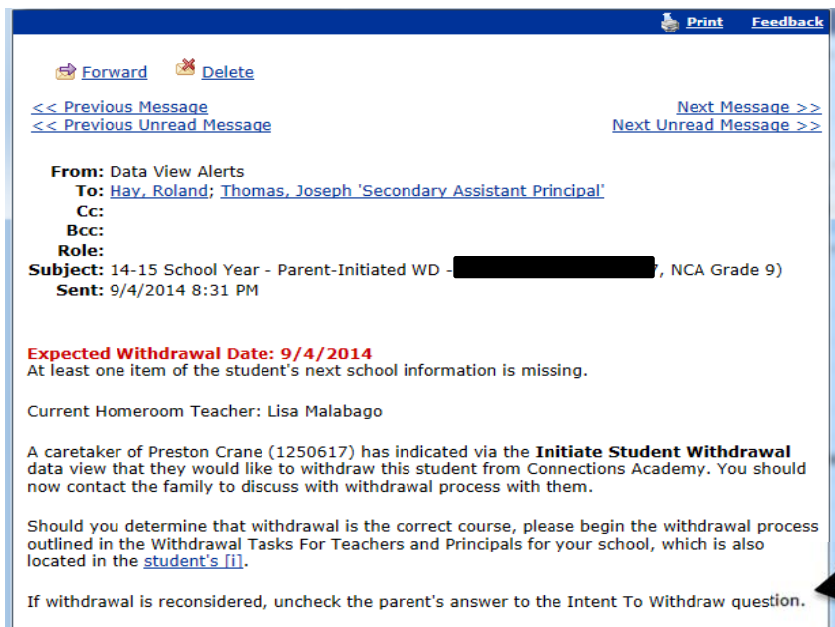 Print Feedback
Forward Delete
<< Previous Message Next Message >>
<< Previous Unread Message Next Unread Message >>
From: Data View Alerts
To: Hay, Roland; Thomas, Joseph 'Secondary Assistant Principal'
Cc:
Bcc:
Role:
Subject: 14-15 School Year - Parent-Initiated WD - , NCA Grade 9)
Sent: 9/4/2014 8:31 PM
Expected Withdrawal Date: 9/4/2014
At least one item of the student's next school information is missing.
Current Homeroom Teacher: Lisa Malabago
A caretaker of Preston Crane (1250617) has indicated via the Initiate Student Withdrawal
data view that they would like to withdraw this student from Connections Academy. You should
now contact the family to discuss with withdrawal process with them.
Should you determine that withdrawal is the correct course, please begin the withdrawal process
outlined in the Withdrawal Tasks For Teachers and Principals for your school, which is also
located in the student's [i].
If withdrawal is reconsidered, uncheck the parent's answer to the Intent To Withdraw question.